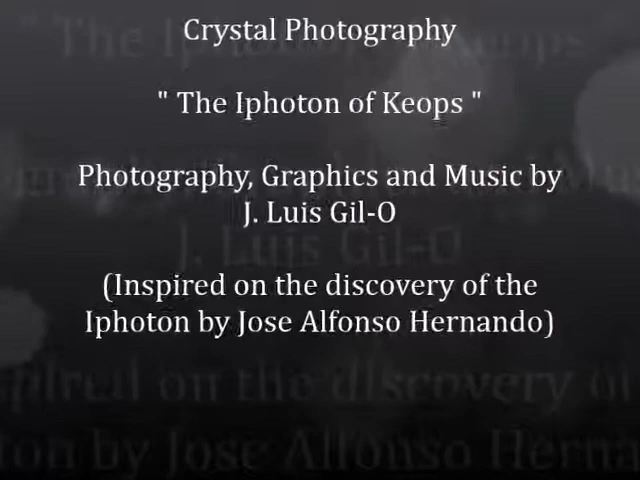 Crystal Photography
" The Iphoton of Keops "
Photography, Graphics and Music by
J. Luis Gil-O
(Inspired on the discovery of the
Iphoton by Jose Alfonso Hernando)